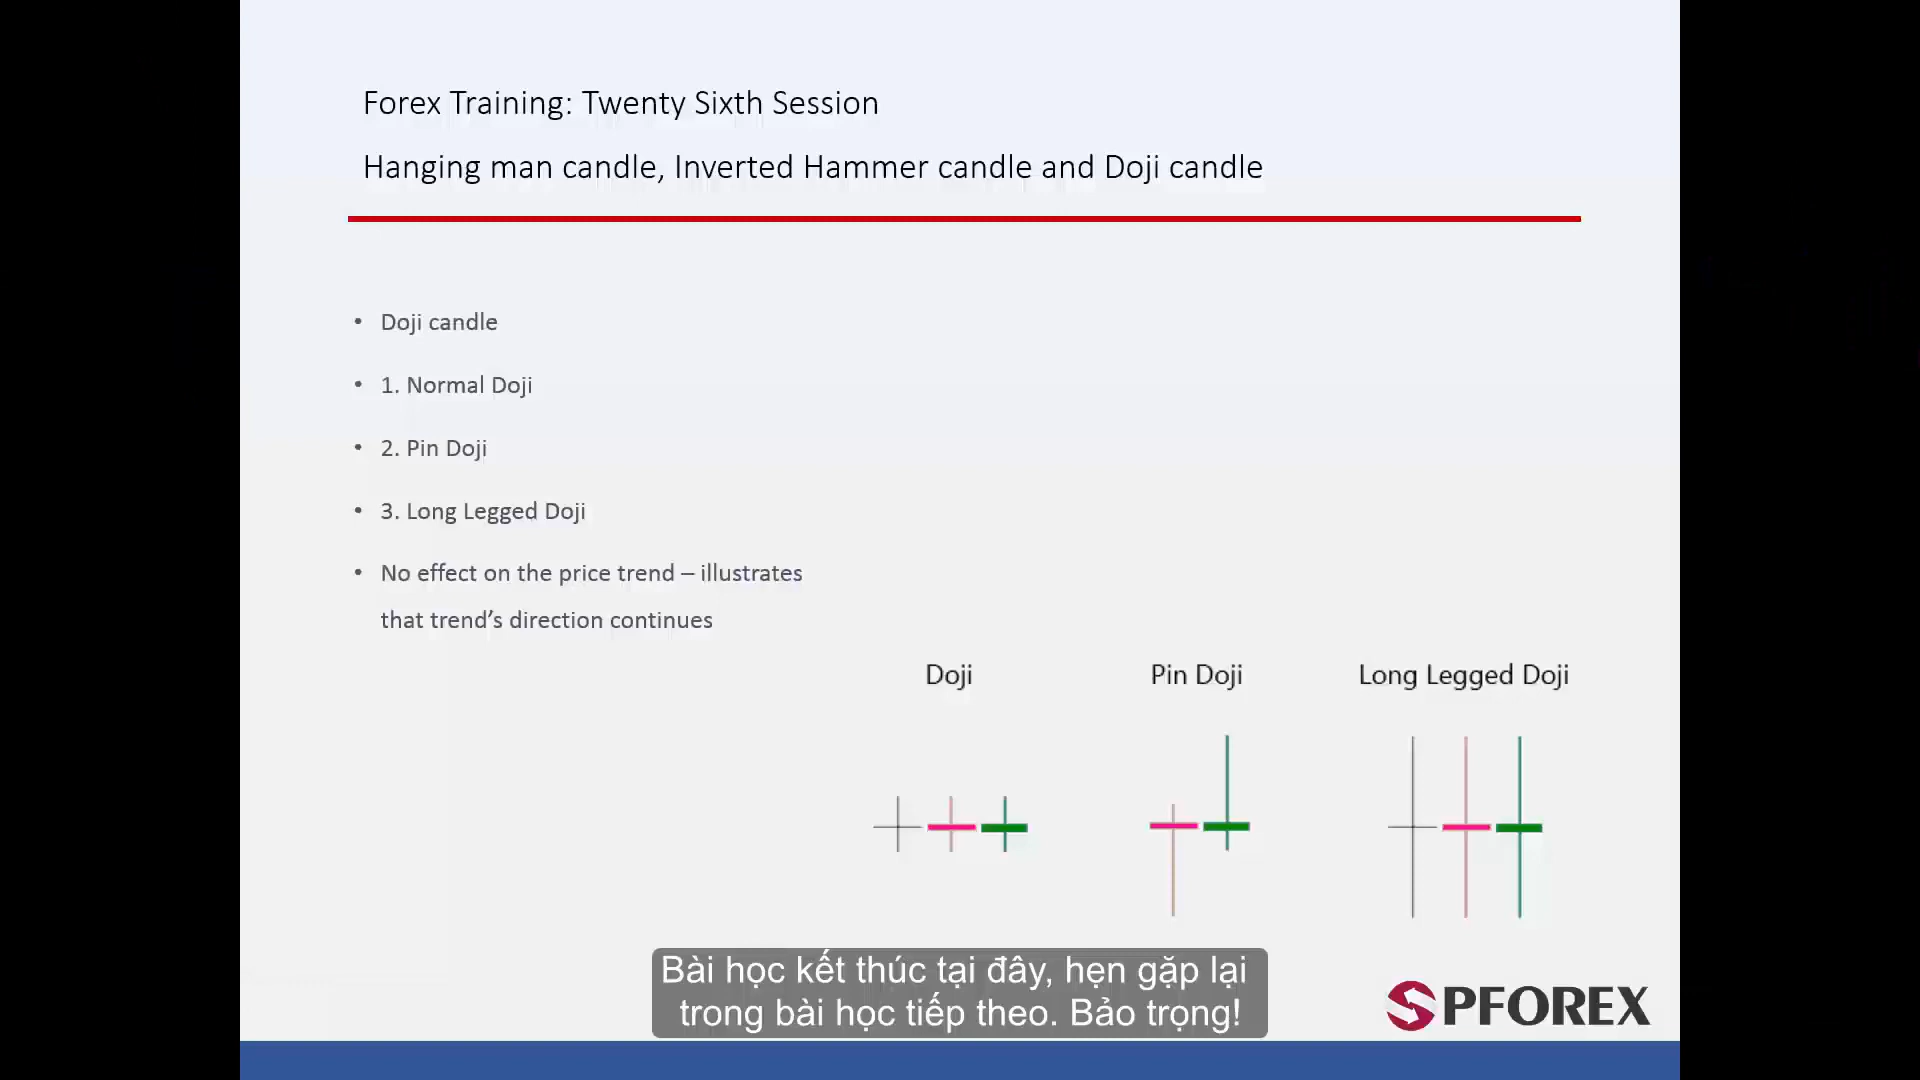 Forex Training: Twenty Sixth Session
Hanging man candle, Inverted Hammer candle and Doji candle
• Doji candle
• 1. Normal Doji
• 2. Pin Doji
• 3. Long Legged Doji
• No effect on the price trend – illustrates
that trend’s direction continues
Doji
Pin Doji
Long Legged Doji
Bài học kết thúc tại đây, hẹn gặp lại
trong bài học tiếp theo. Bảo trọng!
SPFOREX